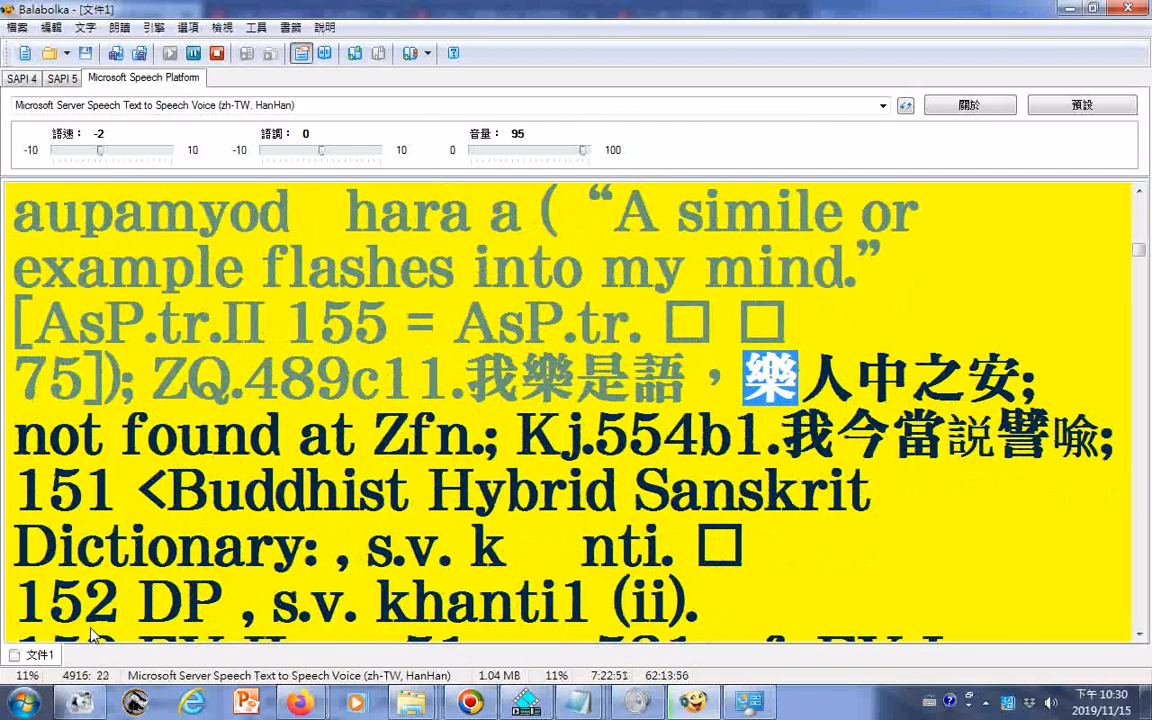 Balabolka - [文件1]
檔案 編輯 文字 朗讀 引擎 選項 檢視 工具 書籤 說明
SAPI 4 SAPI 5 Microsoft Speech Platform
Microsoft Server Speech Text to Speech Voice (zh-TW, HanHan) 關於 預設
語速： -2 語調： 0 音量： 95
-10 10 -10 10 0 100
aupamyod hara a ( “A simile or
example flashes into my mind.”
[AsP.tr.II 155 = AsP.tr. □ □
75]); ZQ.489c11.我樂是語，樂人中之安;
not found at Zfn.; Kj.554b1.我今當説譬喩;
151 <Buddhist Hybrid Sanskrit
Dictionary: , s.v. k nti. □
152 DP , s.v. khanti1 (ii).
文件1
11% 4916: 22 Microsoft Server Speech Text to Speech Voice (zh-TW, HanHan) 1.04 MB 11% 7:22:51 62:13:56
下午 10:30
2019/11/15